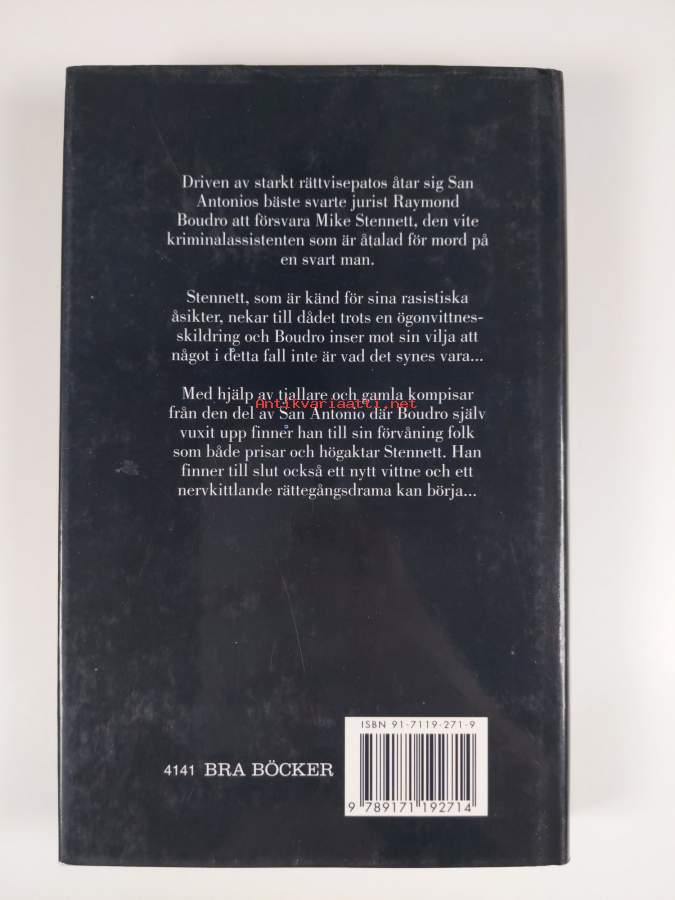 Driven av starkt rättvisepatos åtar sig San
Antonios bäste svarte jurist Raymond
Boudro att försvara Mike Stennett, den vite
kriminalassistenten som är åtalad för mord på
en svart man.
Stennett, som är känd för sina rasistiska
åsikter, nekar till dådet trots en ögonvittnes-
skildring och Boudro inser mot sin vilja att
något i detta fall inte är vad det synes vara...
Med hjälp av tjallare och gamla kompisar
Antikvariaatti.net
från den del av San Antonio där Boudro själv
vuxit upp finner han till sin förvåning folk
som både prisar och högaktar Stennett. Han
finner till slut också ett nytt vittne och ett
nervkittlande rättegångsdrama kan börja...
ISBN 91-7119-271-9
4141 BRA BÖCKER
9 789171 192714